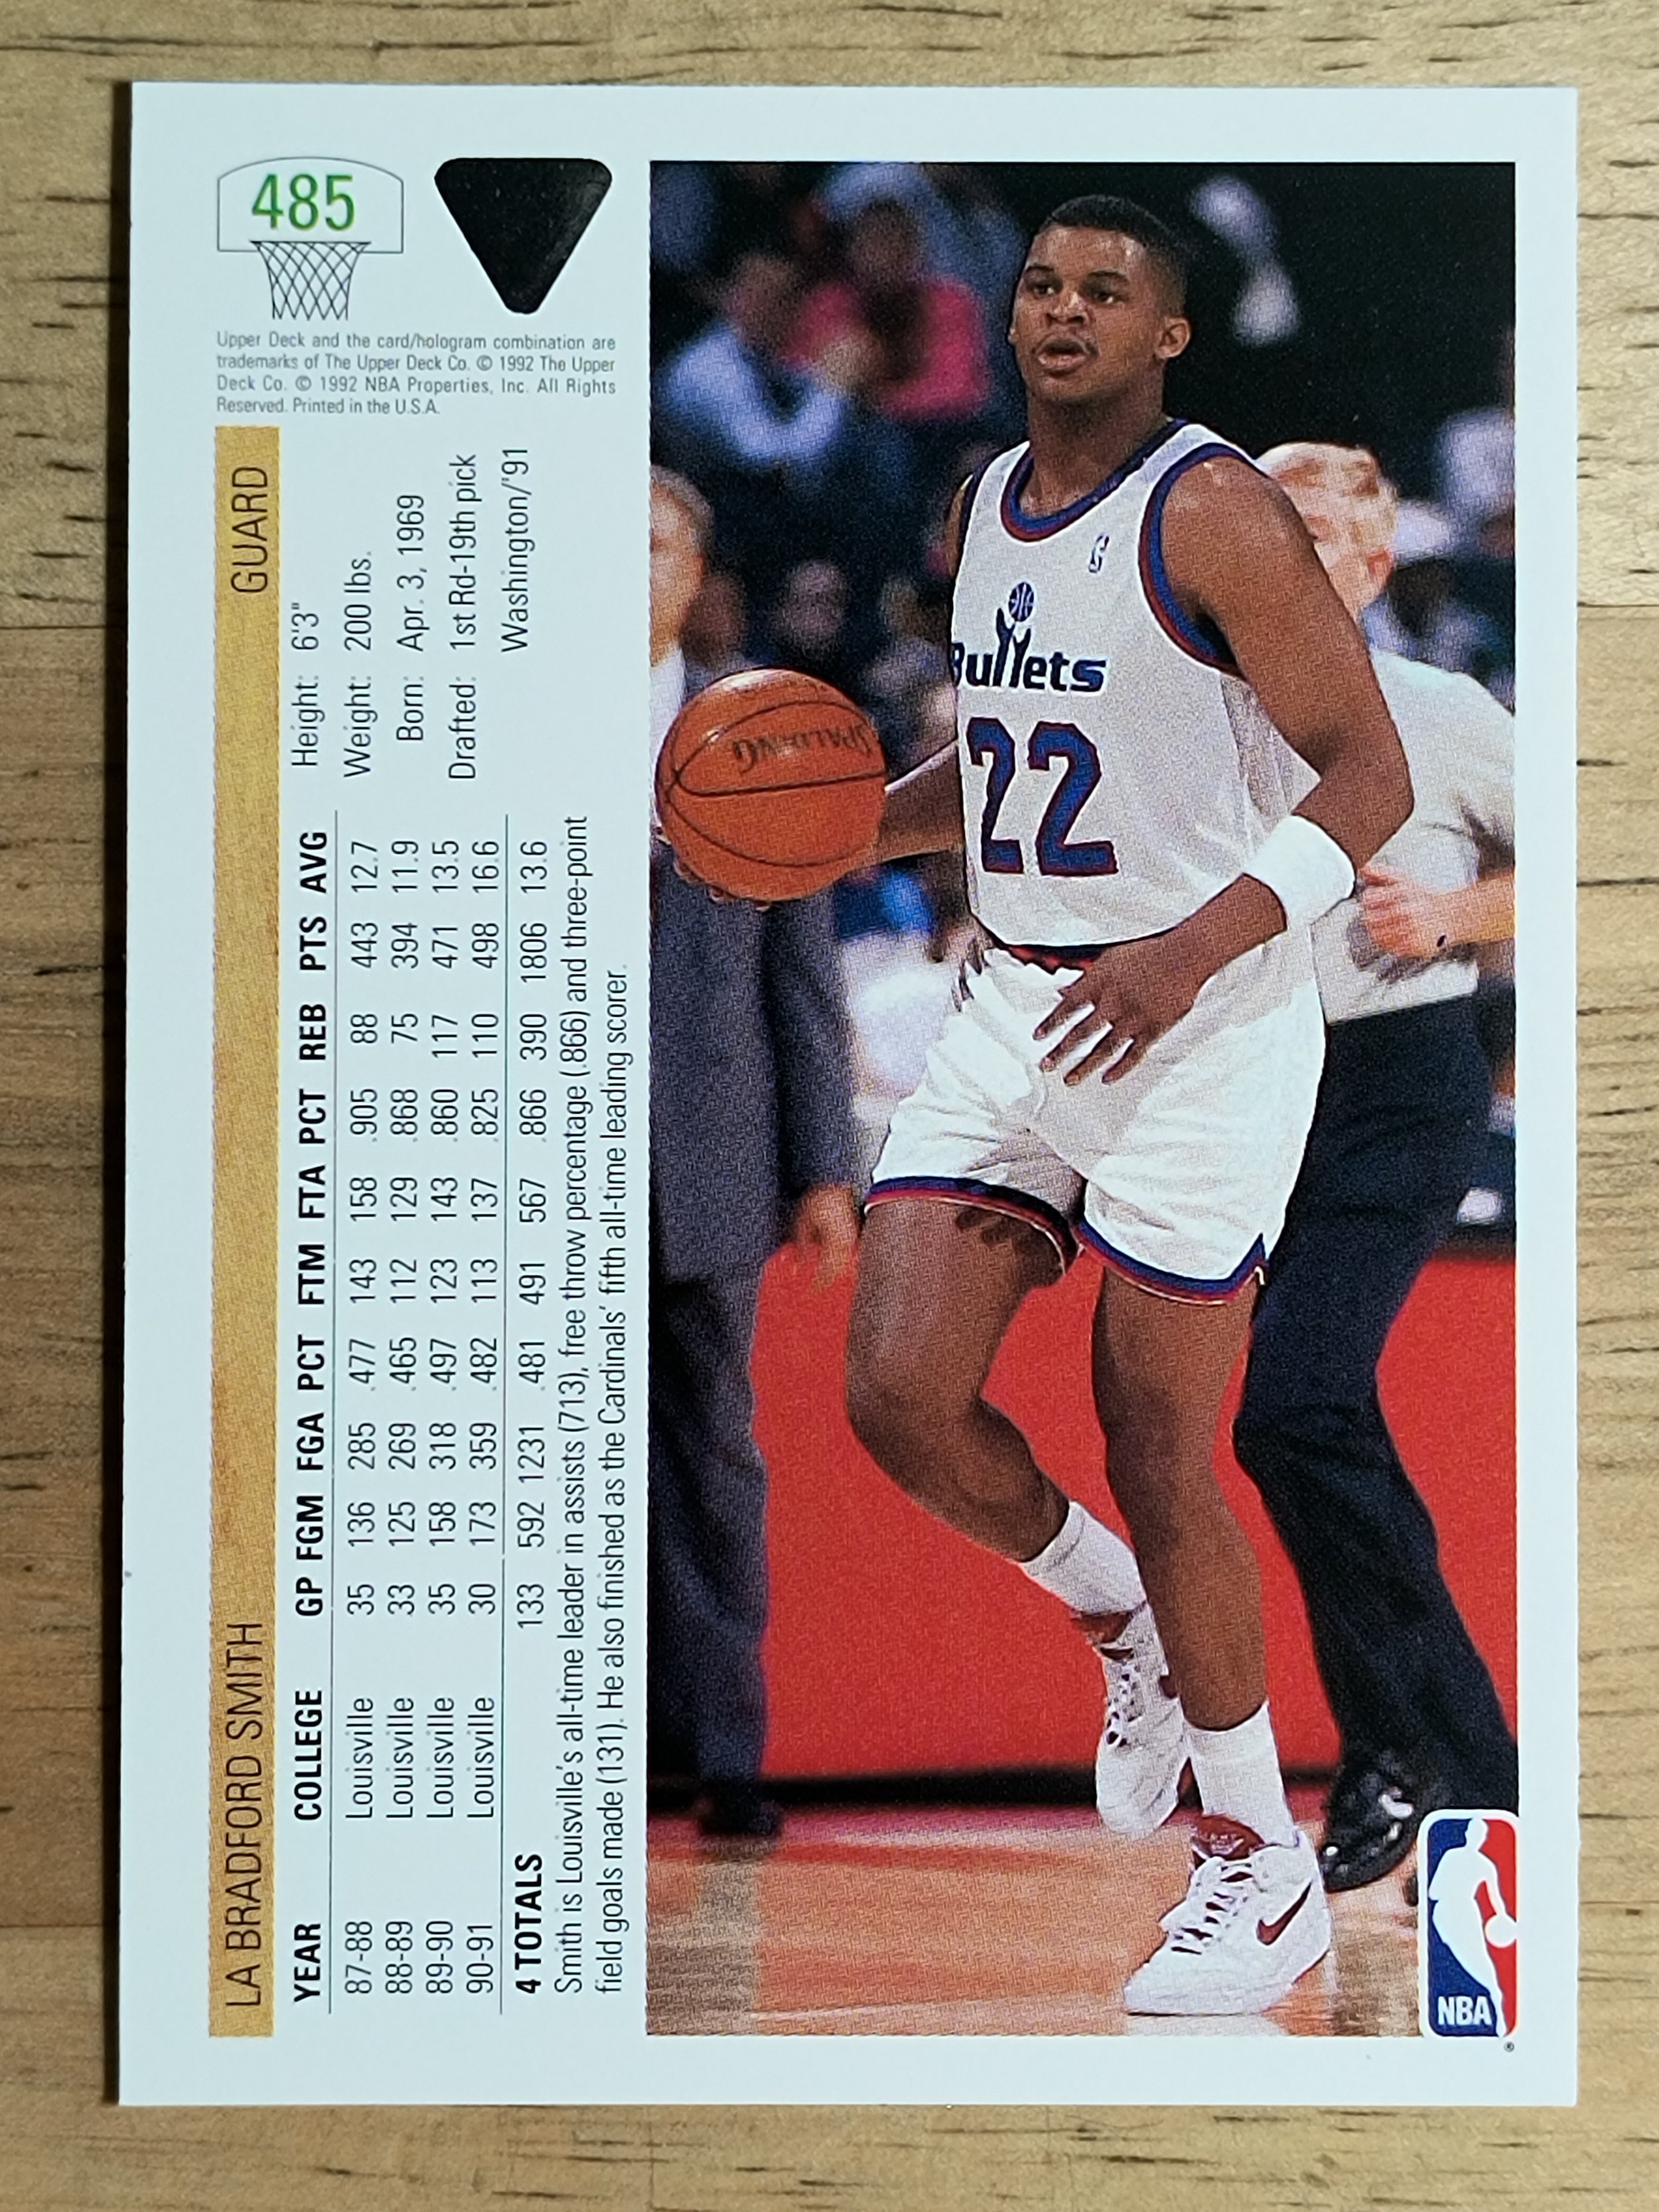 485
Upper Deck and the card/hologram combination are
trademarks of The Upper Deck Co. © 1992 The Upper
Deck Co. © 1992 NBA Properties, Inc. All Rights
Reserved. Printed in the U.S.A.
LA BRADFORD SMITH GUARD
YEAR COLLEGE GP FGM FGA PCT FTM FTA PCT REB PTS AVG
87-88 Louisville 35 136 285 .477 143 158 .905 88 443 12.7
88-89 Louisville 33 125 269 .465 112 129 .868 75 394 11.9
89-90 Louisville 35 158 318 .497 123 143 .860 117 471 13.5
90-91 Louisville 30 173 359 .482 113 137 .825 110 498 16.6
4 TOTALS 133 592 1231 .481 491 567 .866 390 1806 13.6
Height: 6'3"
Weight: 200 lbs.
Born: Apr. 3, 1969
Drafted: 1st Rd-19th pick
Washington/'91
Smith is Louisville's all-time leader in assists (713), free throw percentage (.866) and three-point
field goals made (131). He also finished as the Cardinals' fifth all-time leading scorer.
SPALDING
Bullets
22
NBA
®